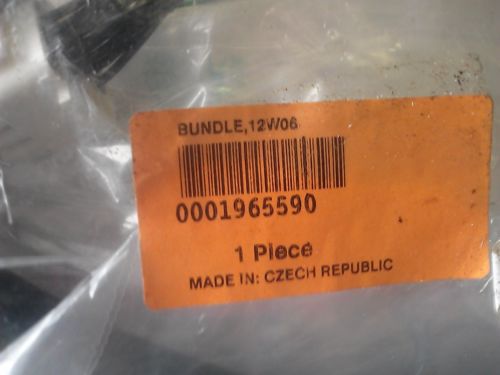 BUNDLE,12W06
0001965590
1 Piece
MADE IN: CZECH REPUBLIC